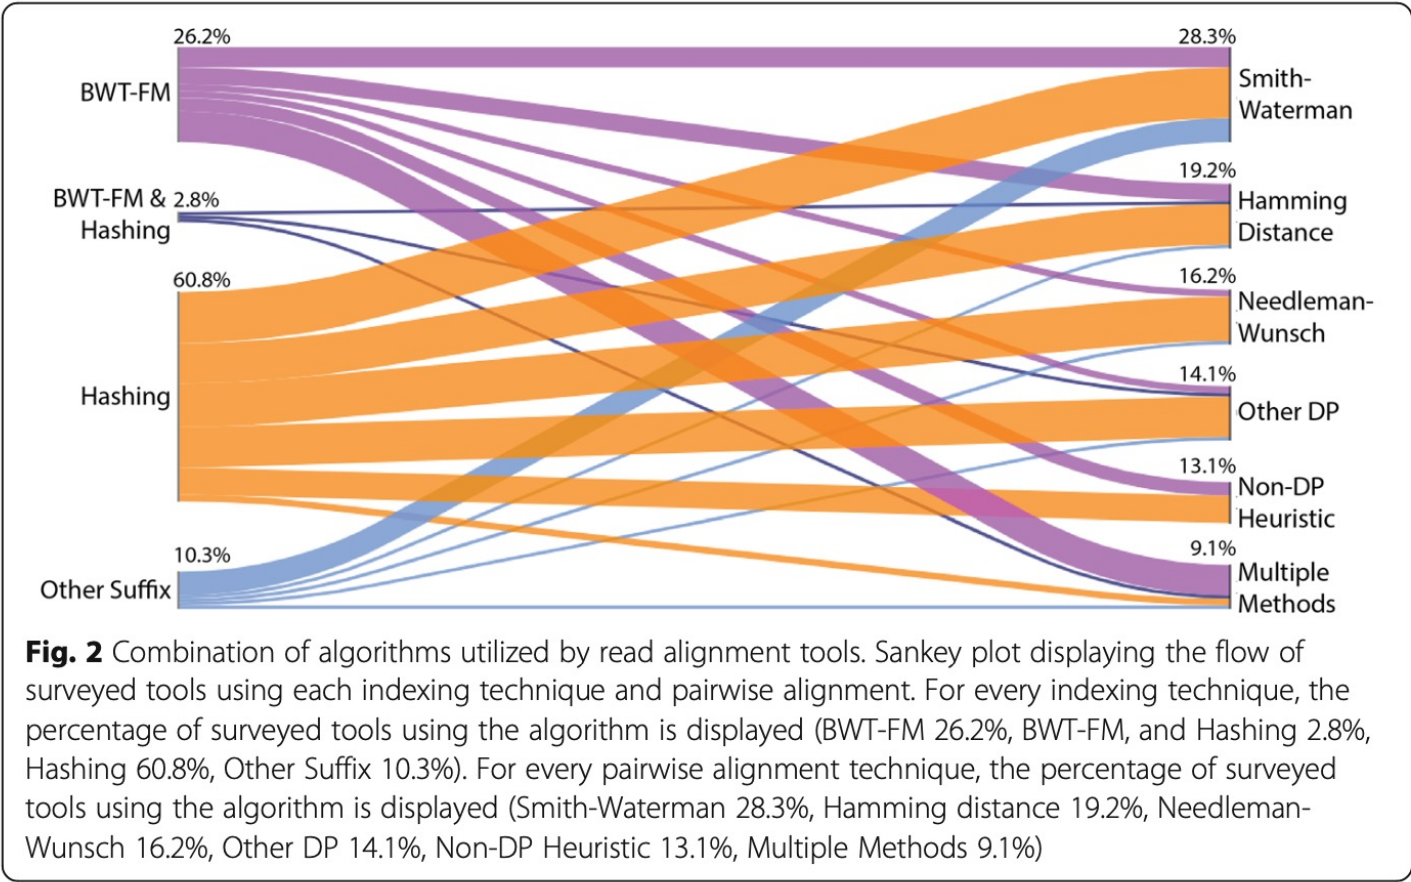 26.2%
BWT-FM
BWT-FM &
Hashing
2.8%
60.8%
Hashing
10.3%
Other Suffix
28.3%
Smith-
Waterman
19.2%
Hamming
Distance
16.2%
Needleman-
Wunsch
14.1%
Other DP
13.1%
Non-DP
Heuristic
9.1%
Multiple
Methods
Fig. 2 Combination of algorithms utilized by read alignment tools. Sankey plot displaying the flow of
surveyed tools using each indexing technique and pairwise alignment. For every indexing technique, the
percentage of surveyed tools using the algorithm is displayed (BWT-FM 26.2%, BWT-FM, and Hashing 2.8%,
Hashing 60.8%, Other Suffix 10.3%). For every pairwise alignment technique, the percentage of surveyed
tools using the algorithm is displayed (Smith-Waterman 28.3%, Hamming distance 19.2%, Needleman-
Wunsch 16.2%, Other DP 14.1%, Non-DP Heuristic 13.1%, Multiple Methods 9.1%)